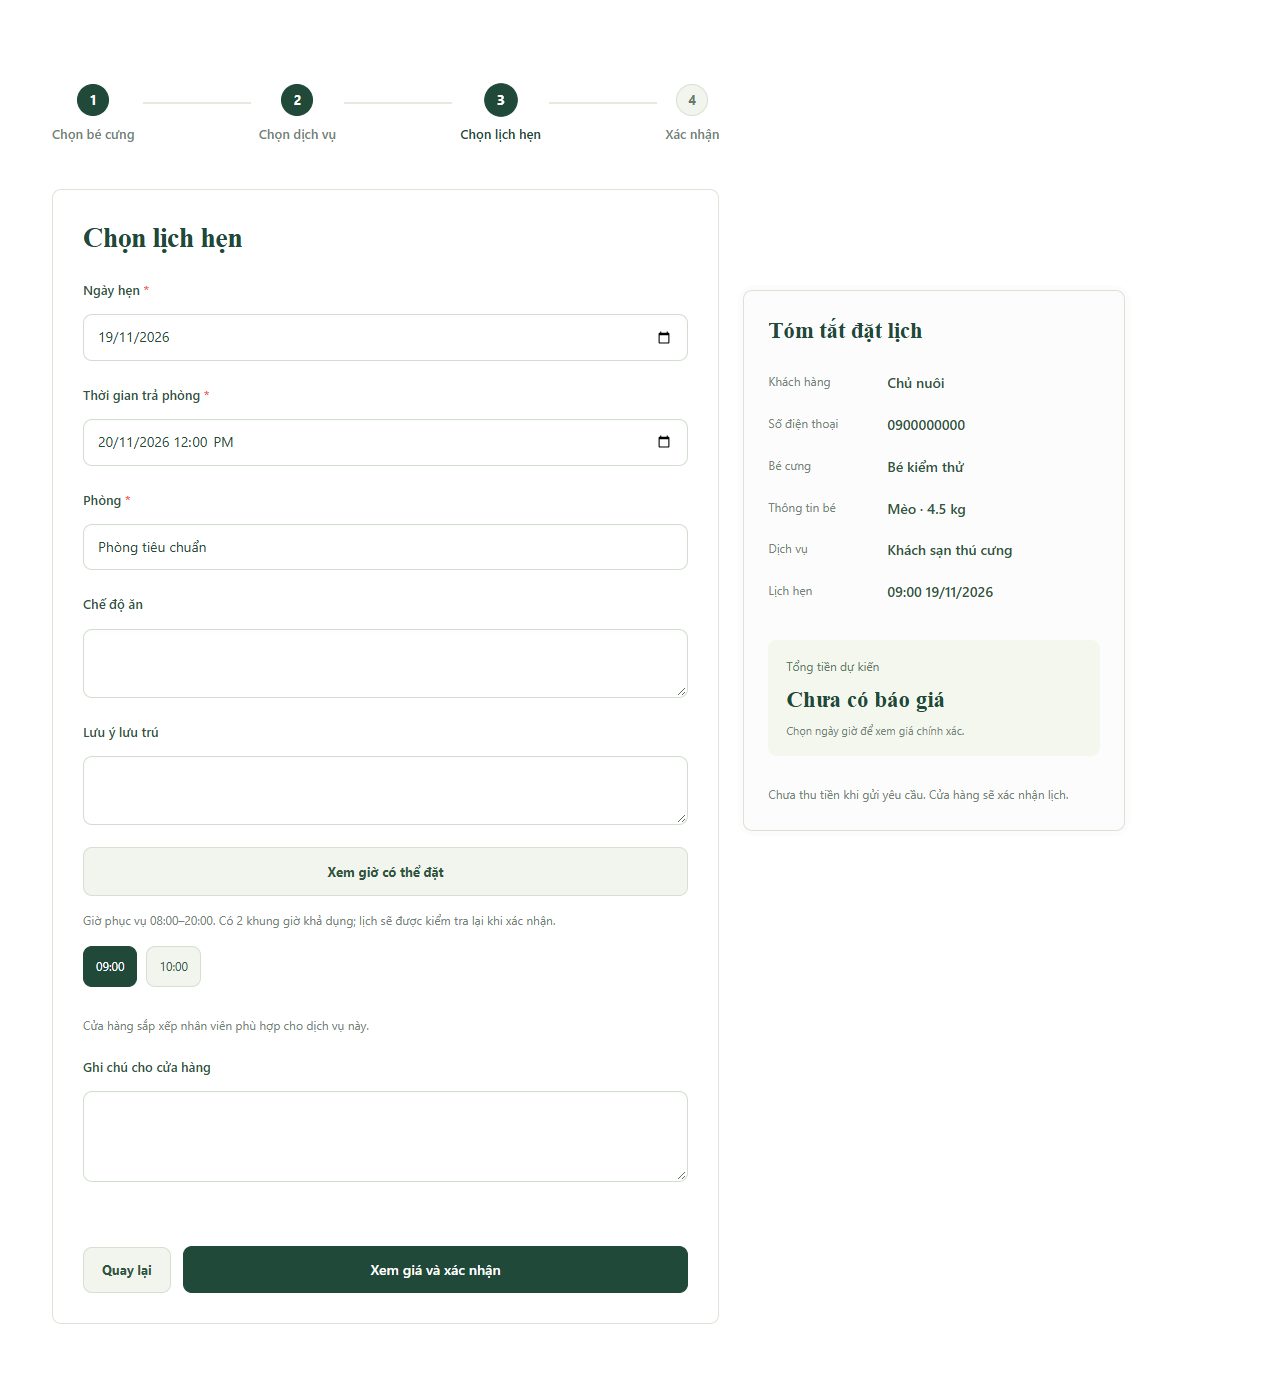 1
Chọn bé cưng
2
Chọn dịch vụ
3
Chọn lịch hẹn
4
Xác nhận
Chọn lịch hẹn
Ngày hẹn *
19/11/2026
Thời gian trả phòng *
20/11/2026 12:00 PM
Phòng *
Phòng tiêu chuẩn
Chế độ ăn
Lưu ý lưu trú
Xem giờ có thể đặt
Giờ phục vụ 08:00–20:00. Có 2 khung giờ khả dụng; lịch sẽ được kiểm tra lại khi xác nhận.
09:00
10:00
Cửa hàng sắp xếp nhân viên phù hợp cho dịch vụ này.
Ghi chú cho cửa hàng
Quay lại
Xem giá và xác nhận
Tóm tắt đặt lịch
Khách hàng
Chủ nuôi
Số điện thoại
0900000000
Bé cưng
Bé kiểm thử
Thông tin bé
Mèo · 4.5 kg
Dịch vụ
Khách sạn thú cưng
Lịch hẹn
09:00 19/11/2026
Tổng tiền dự kiến
Chưa có báo giá
Chọn ngày giờ để xem giá chính xác.
Chưa thu tiền khi gửi yêu cầu. Cửa hàng sẽ xác nhận lịch.